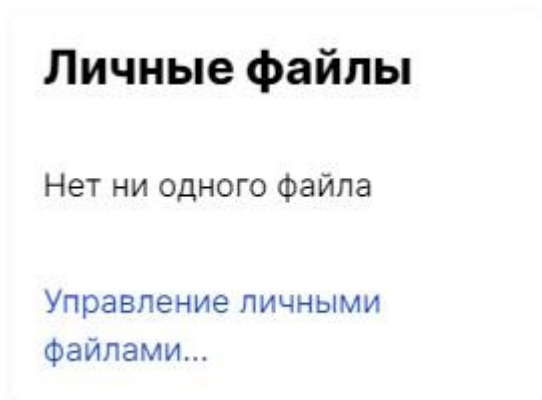 Личные файлы
Нет ни одного файла
Управление личными
файлами...